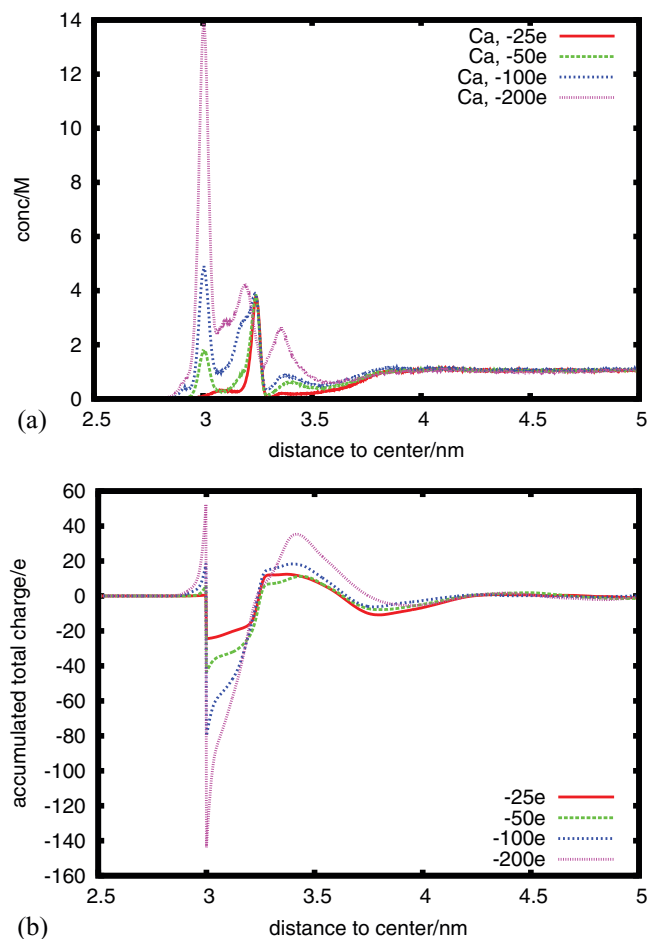 14
12
10
8
6
4
2
0
conc/M
Ca, -25e
Ca, -50e
Ca, -100e
Ca, -200e
2.5 3 3.5 4 4.5 5
(a)
distance to center/nm
60
40
20
0
-20
-40
-60
-80
-100
-120
-140
-160
accumulated total charge/e
-25e
-50e
-100e
-200e
2.5 3 3.5 4 4.5 5
(b)
distance to center/nm